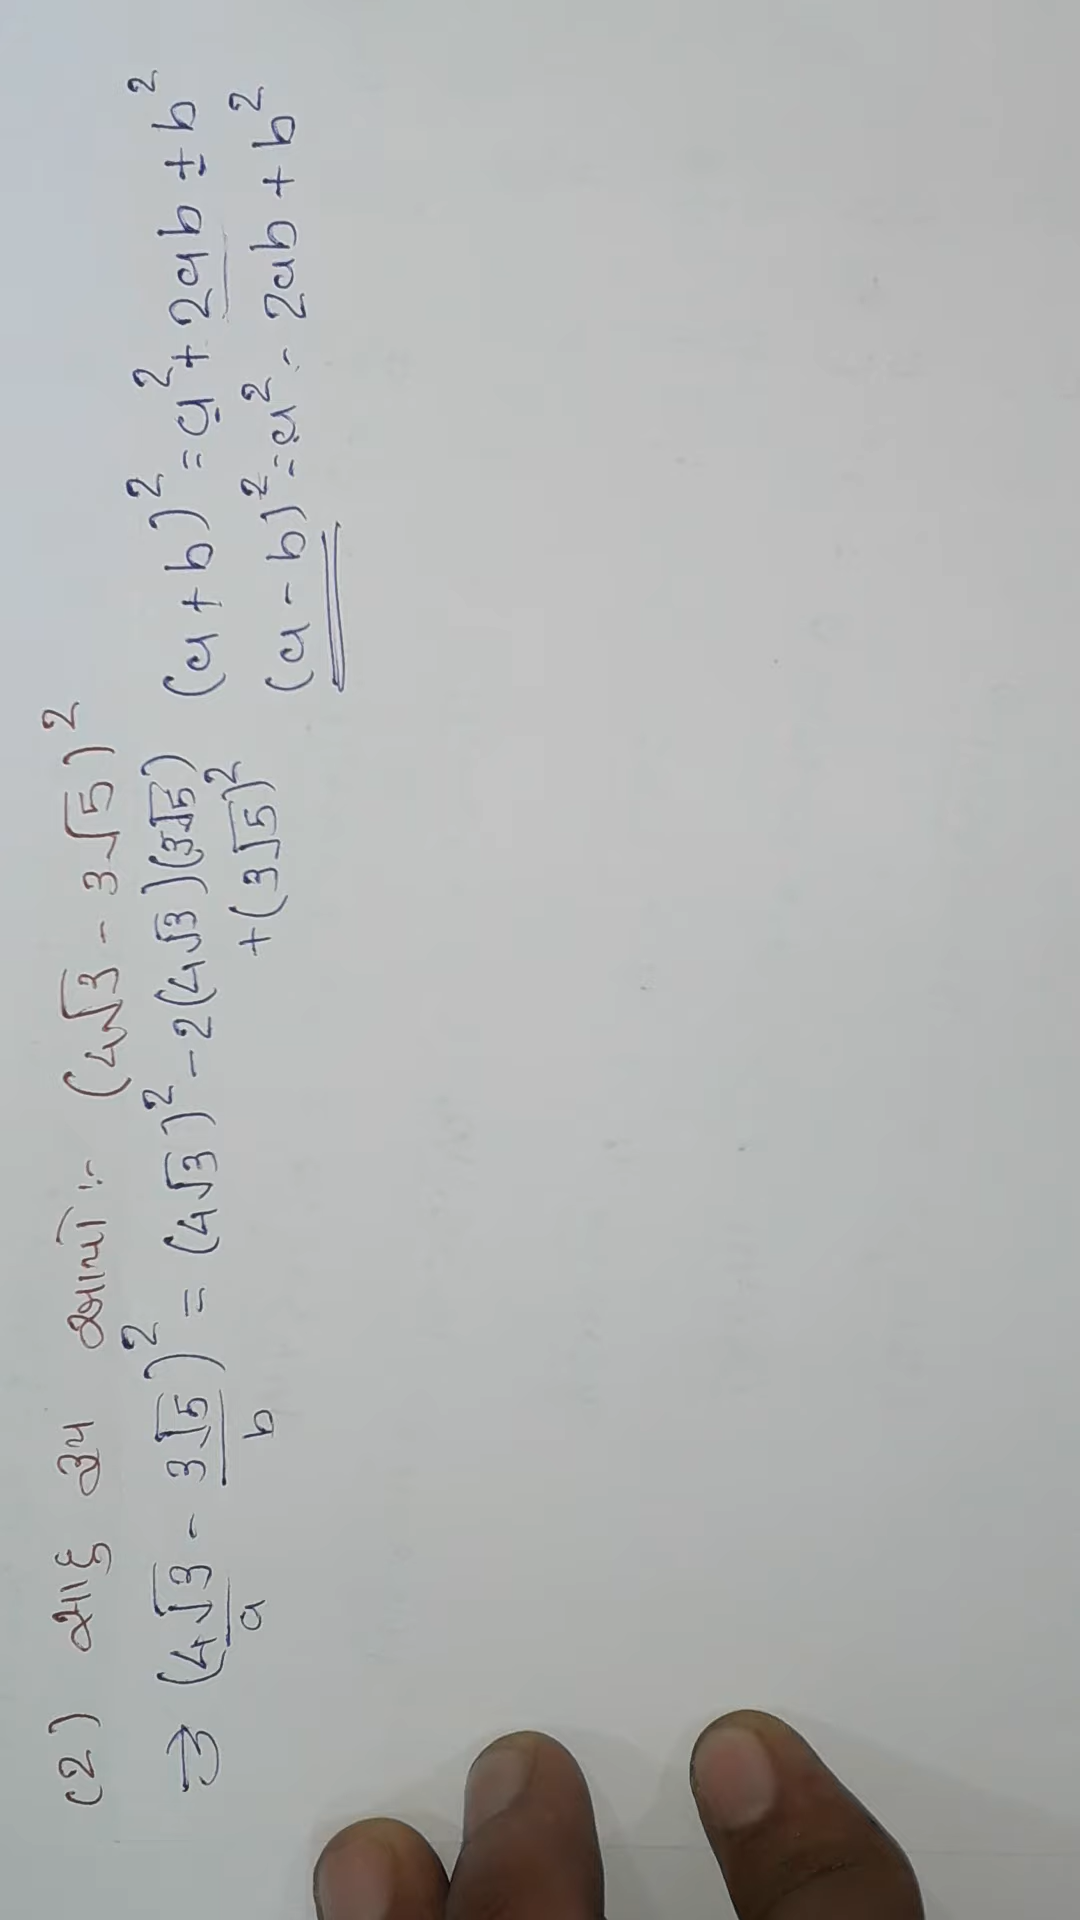 (2) સાદુ રૂપ આપો :- (4√3 - 3√5)²
⇒ (4√3 - 3√5)² = (4√3)² - 2(4√3)(3√5)
a b
+ (3√5)²
(a + b)² = a² + 2ab ± b²
(a - b)² = a² - 2ab + b²